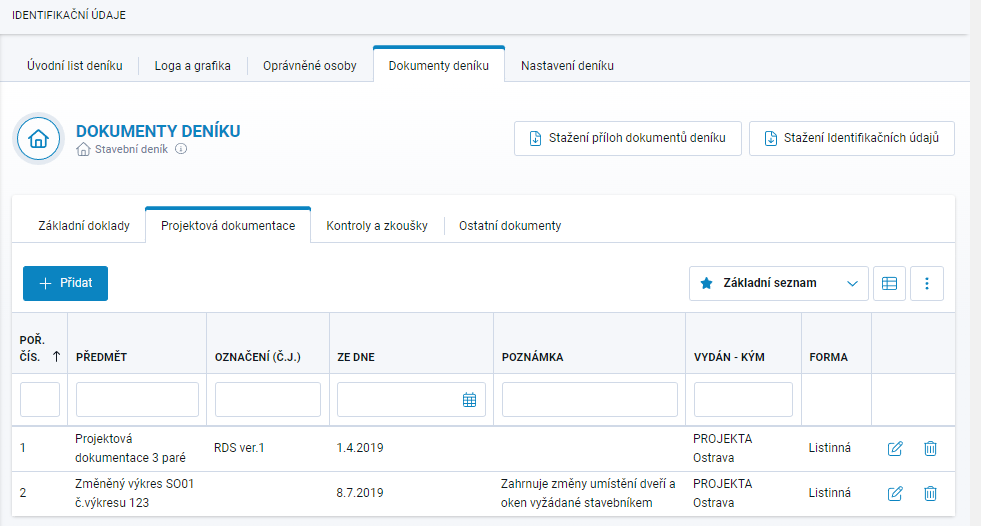 IDENTIFIKAČNÍ ÚDAJE
Úvodní list deníku
Loga a grafika
Oprávněné osoby
Dokumenty deníku
Nastavení deníku
DOKUMENTY DENÍKU
Stavební deník
Stažení příloh dokumentů deníku
Stažení Identifikačních údajů
Základní doklady
Projektová dokumentace
Kontroly a zkoušky
Ostatní dokumenty
Přidat
Základní seznam
POŘ.
ČÍS.
PŘEDMĚT
OZNAČENÍ (Č.J.)
ZE DNE
POZNÁMKA
VYDÁN - KÝM
FORMA
1
Projektová
dokumentace 3 paré
RDS ver.1
1.4.2019
PROJEKTA
Ostrava
Listinná
2
Změněný výkres SO01
č.výkresu 123
8.7.2019
Zahrnuje změny umístění dveří a
oken vyžádané stavebníkem
PROJEKTA
Ostrava
Listinná